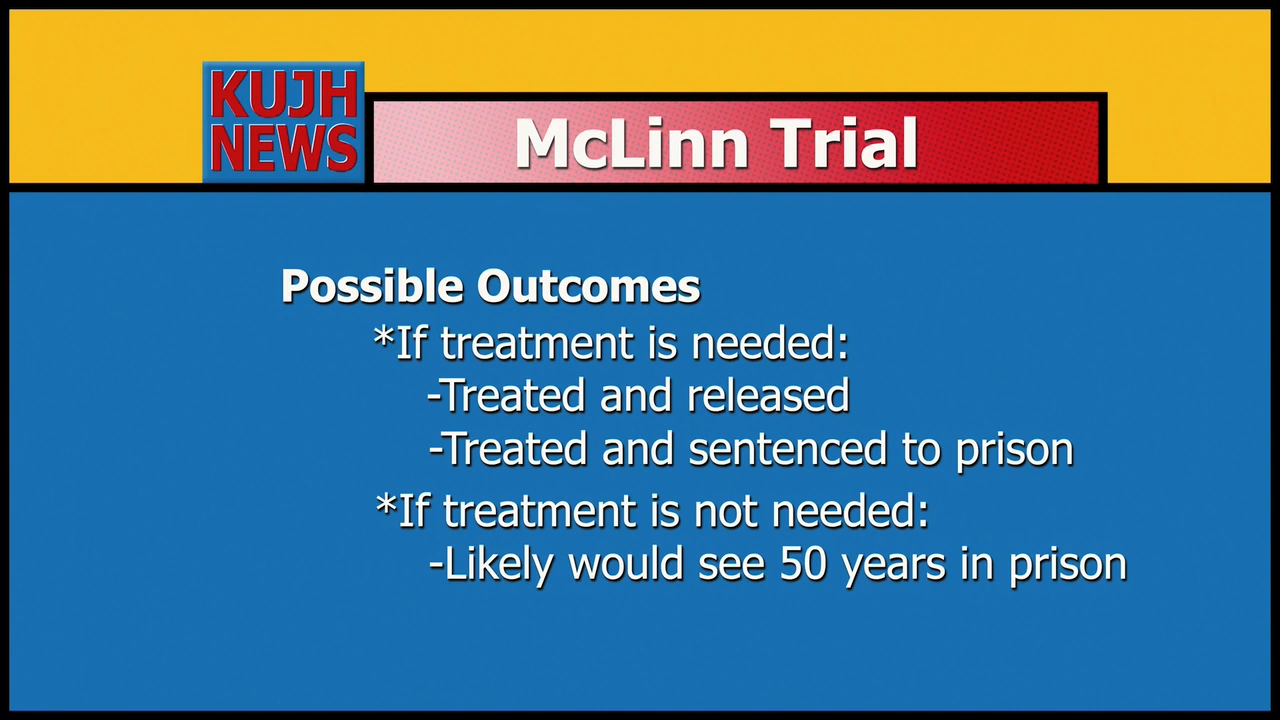 KUJH
NEWS
McLinn Trial
Possible Outcomes
*If treatment is needed:
-Treated and released
-Treated and sentenced to prison
*If treatment is not needed:
-Likely would see 50 years in prison